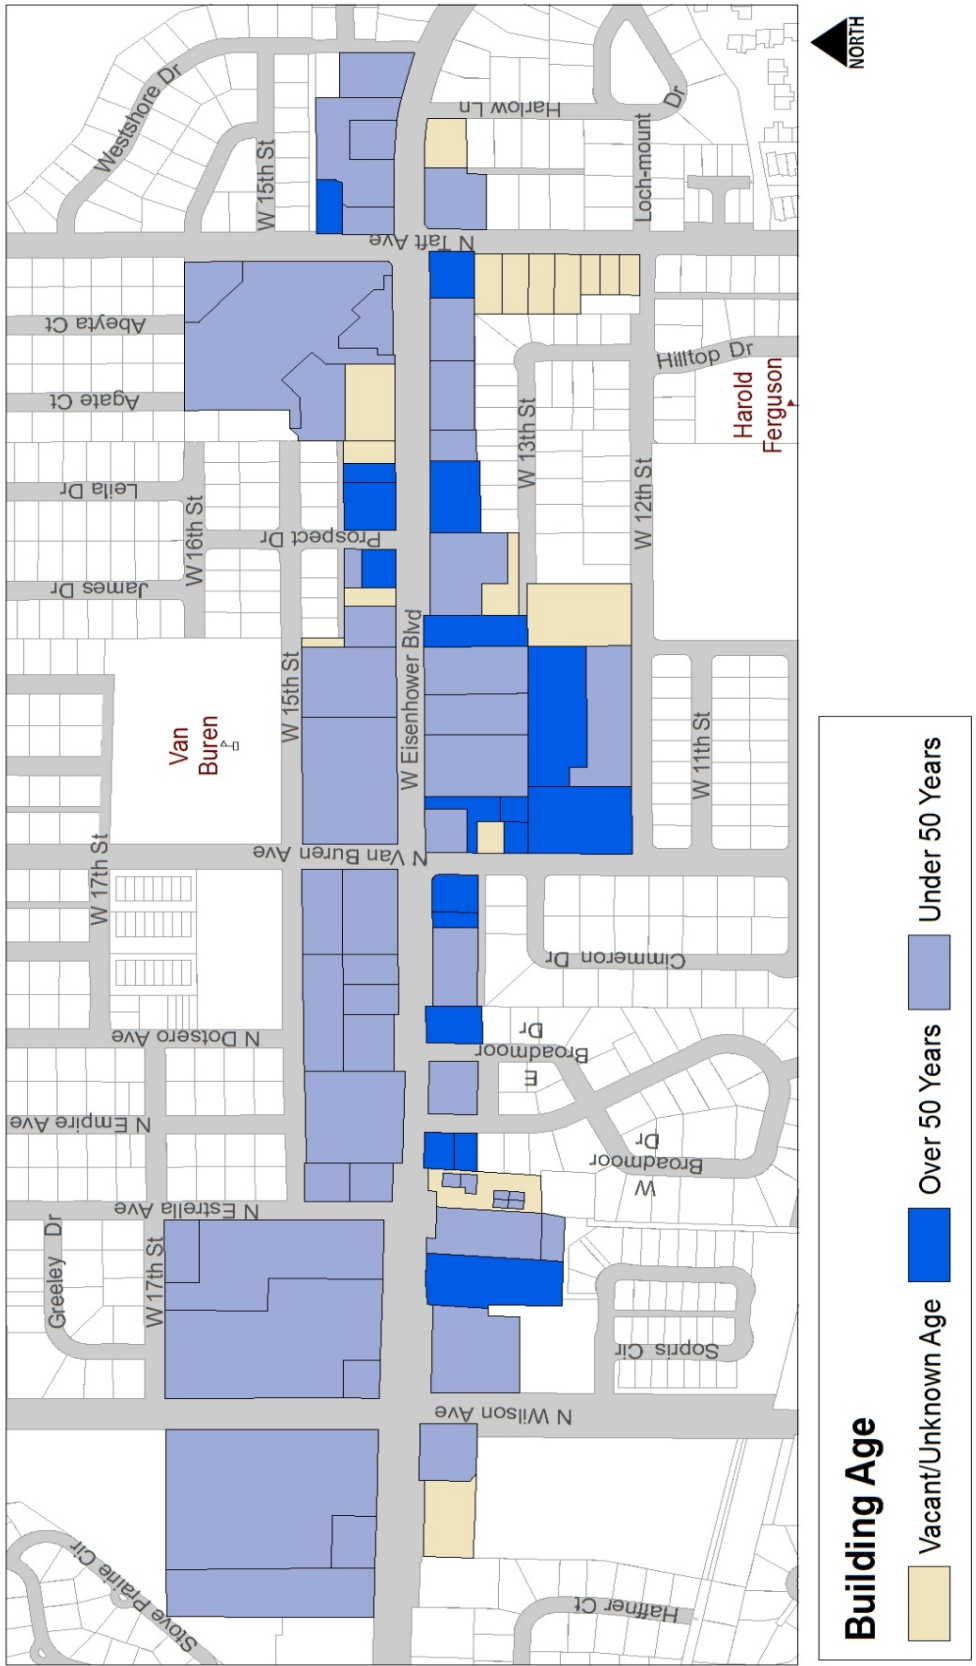 Westshore Dr
W 15th St
Harlow Ln
Dr
Loch-mount
NORTH
N Taft Ave
Abeyta Ct
Agate Ct
Leila Dr
W 16th St
James Dr
Prospect Dr
W 15th St
W 13th St
W 12th St
Hilltop Dr
Harold
Ferguson
Van
Buren
W Eisenhower Blvd
W 11th St
N Van Buren Ave
W 17th St
N Dotsero Ave
N Empire Ave
N Estrella Ave
W 17th St
Greeley Dr
Cimmeron Dr
E
Broadmoor
Dr
W
Broadmoor
Dr
Sopris Cir
N Wilson Ave
Stove Prairie Cir
Haffner Ct
Building Age
Vacant/Unknown Age
Over 50 Years
Under 50 Years